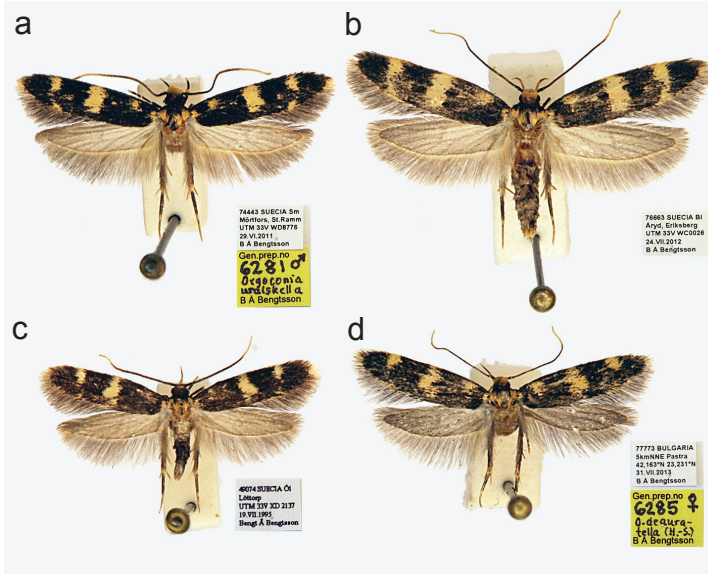 a
b
74443 SUECIA Sm
Mörtfors, St.Ramm
UTM 33V WD8776
29.VI.2011
B Å Bengtsson
Gen.prep.no
6281 ♂
Oegoconia
uralskella
B Å Bengtsson
76663 SUECIA Bl
Åryd, Eriksberg
UTM 33V WC0026
24.VII.2012
B Å Bengtsson
c
d
49074 SUECIA Öl
Löttorp
UTM 33V XD 2137
19.VII.1995
Bengt Å Bengtsson
77773 BULGARIA
5kmNNE Pastra
42,163°N 23,231°N
31.VII.2013
B Å Bengtsson
Gen.prep.no
6285 ♀
O.deaura-
tella (H.-S.)
B Å Bengtsson